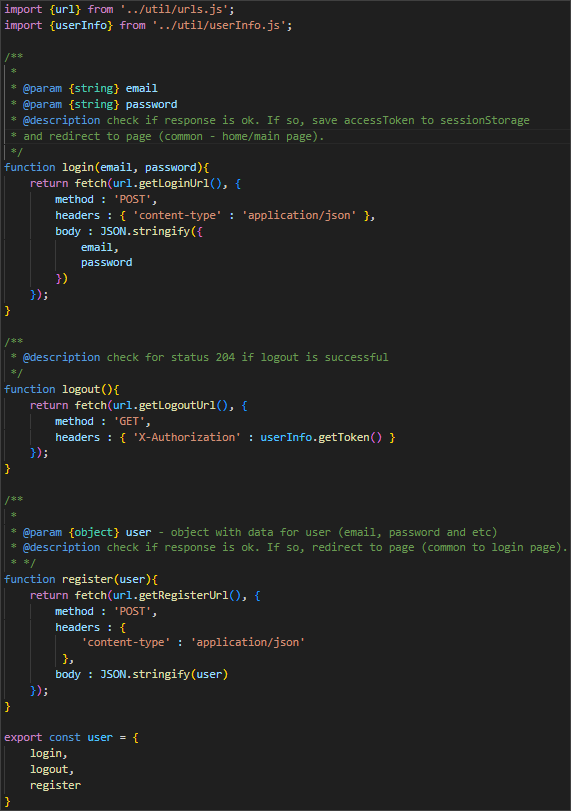 import {url} from '../util/urls.js';
import {userInfo} from '../util/userInfo.js';

/**
 *
 * @param {string} email
 * @param {string} password
 * @description check if response is ok. If so, save accessToken to sessionStorage
 * and redirect to page (common - home/main page).
 */
function login(email, password){
    return fetch(url.getLoginUrl(), {
        method : 'POST',
        headers : { 'content-type' : 'application/json' },
        body : JSON.stringify({
            email,
            password
        })
    });
}

/**
 * @description check for status 204 if logout is successful
 */
function logout(){
    return fetch(url.getLogoutUrl(), {
        method : 'GET',
        headers : { 'X-Authorization' : userInfo.getToken() }
    });
}

/**
 *
 * @param {object} user - object with data for user (email, password and etc)
 * @description check if response is ok. If so, redirect to page (common to login page).
 * */
function register(user){
    return fetch(url.getRegisterUrl(), {
        method : 'POST',
        headers : {
            'content-type' : 'application/json'
         },
        body : JSON.stringify(user)
    });
}

export const user = {
    login,
    logout,
    register
}